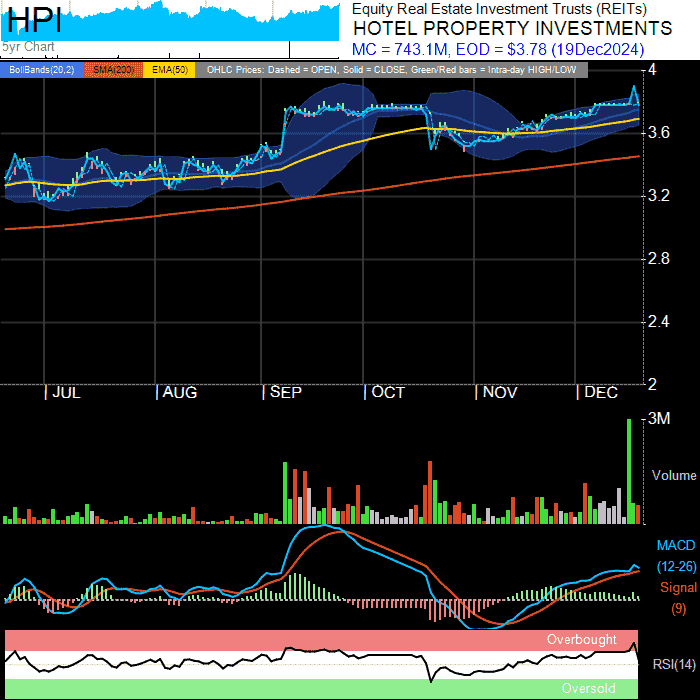 HPI
5yr Chart
Equity Real Estate Investment Trusts (REITs)
HOTEL PROPERTY INVESTMENTS
MC = 743.1M, EOD = $3.78 (19Dec2024)
BollBands(20,2) SMA(200) EMA(50) OHLC Prices: Dashed = OPEN, Solid = CLOSE, Green/Red bars = Intra-day HIGH/LOW
4
3.6
3.2
2.8
2.4
2
JUL AUG SEP OCT NOV DEC
3M
Volume
MACD
(12-26)
Signal
(9)
Overbought
RSI(14)
Oversold